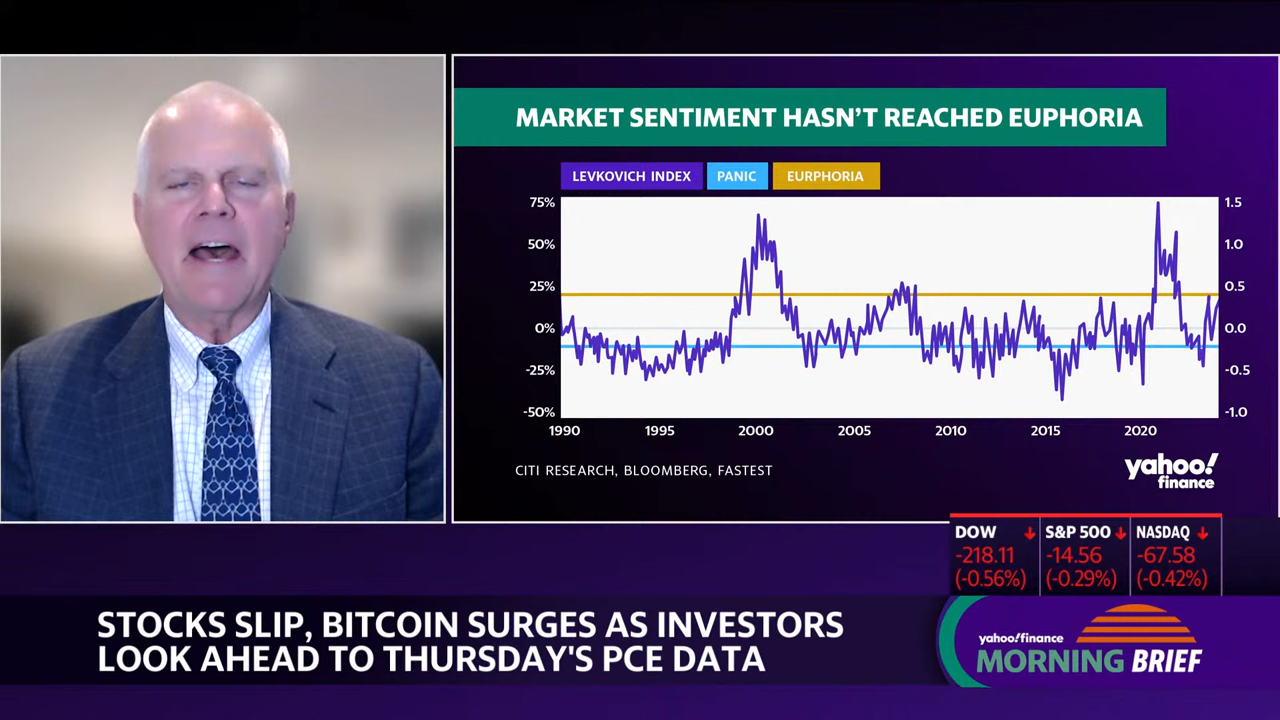 MARKET SENTIMENT HASN'T REACHED EUPHORIA
LEVKOVICH INDEX PANIC EURPHORIA
75% 1.5
50% 1.0
25% 0.5
0% 0.0
-25% -0.5
-50% -1.0
1990 1995 2000 2005 2010 2015 2020
CITI RESEARCH, BLOOMBERG, FASTEST
yahoo!
finance
DOW S&P 500 NASDAQ
-218.11 -14.56 -67.58
(-0.56%) (-0.29%) (-0.42%)
STOCKS SLIP, BITCOIN SURGES AS INVESTORS
LOOK AHEAD TO THURSDAY'S PCE DATA
yahoo!finance
MORNING BRIEF